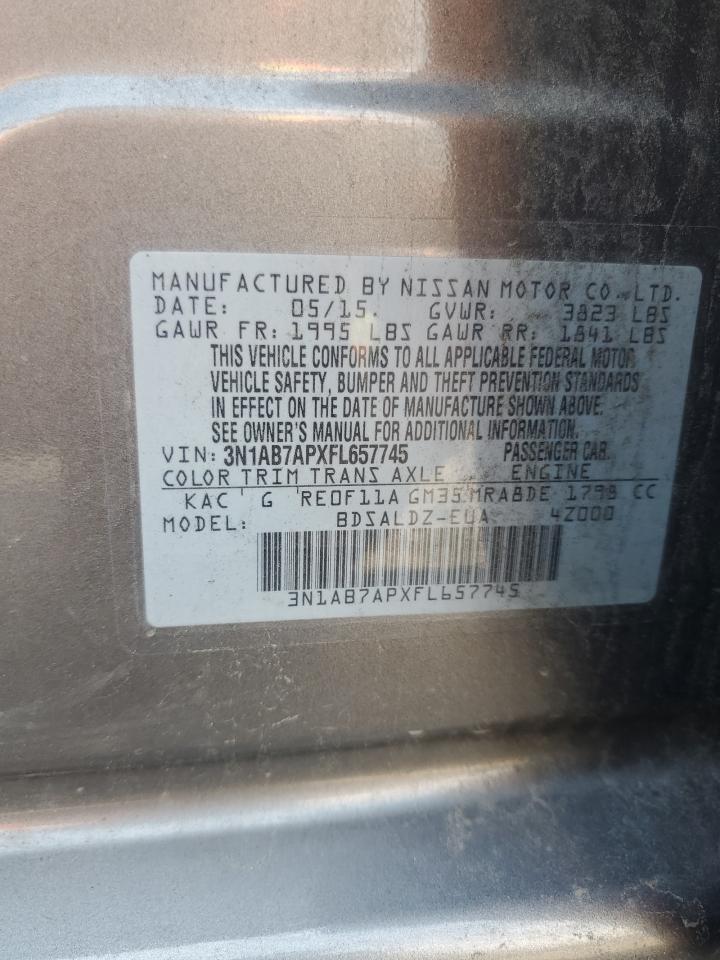 MANUFACTURED BY NISSAN MOTOR CO., LTD.
DATE: 05/15. GVWR: 3823 LBS
GAWR FR: 1995 LBS GAWR RR: 1841 LBS
THIS VEHICLE CONFORMS TO ALL APPLICABLE FEDERAL MOTOR
VEHICLE SAFETY, BUMPER AND THEFT PREVENTION STANDARDS
IN EFFECT ON THE DATE OF MANUFACTURE SHOWN ABOVE.
SEE OWNER'S MANUAL FOR ADDITIONAL INFORMATION.
VIN: 3N1AB7APXFL657745 PASSENGER CAR.
COLOR TRIM TRANS AXLE ENGINE
KAC G RE0F11A GM35 MRA8DE 1798 CC
MODEL: BDSALDZ-EUA 4Z000
3N1AB7APXFL657745